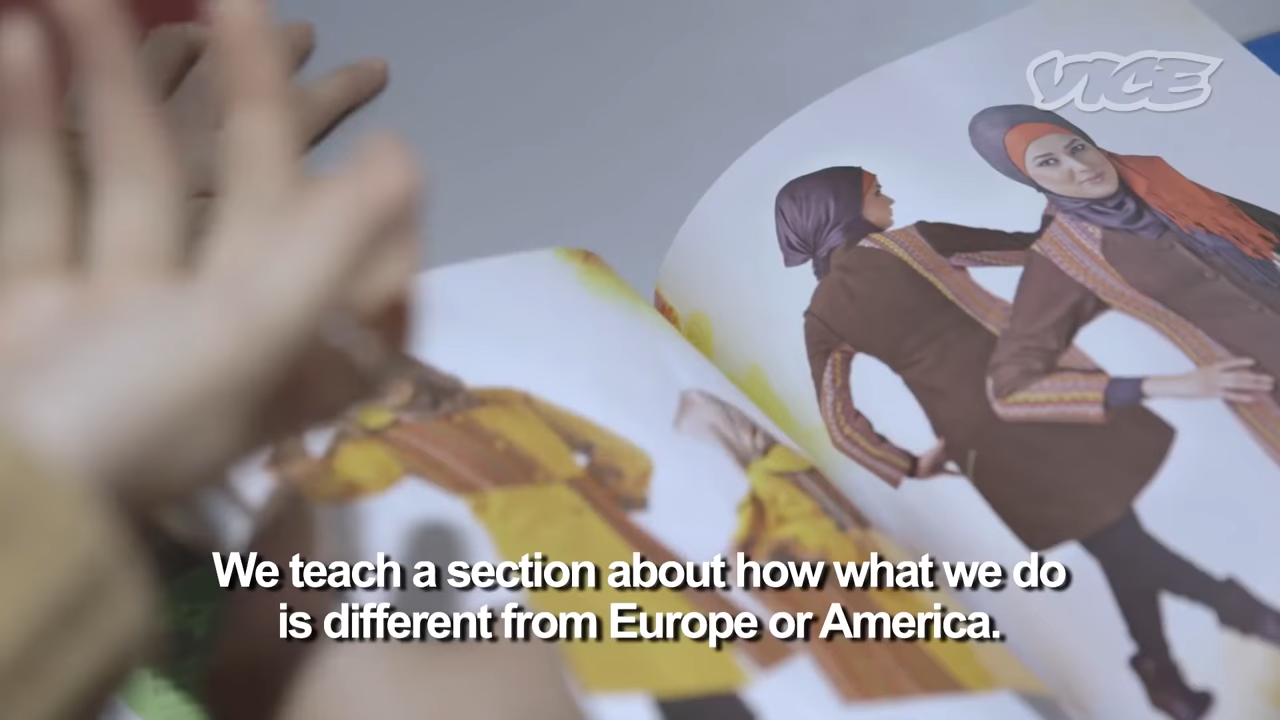 VICE
We teach a section about how what we do
is different from Europe or America.